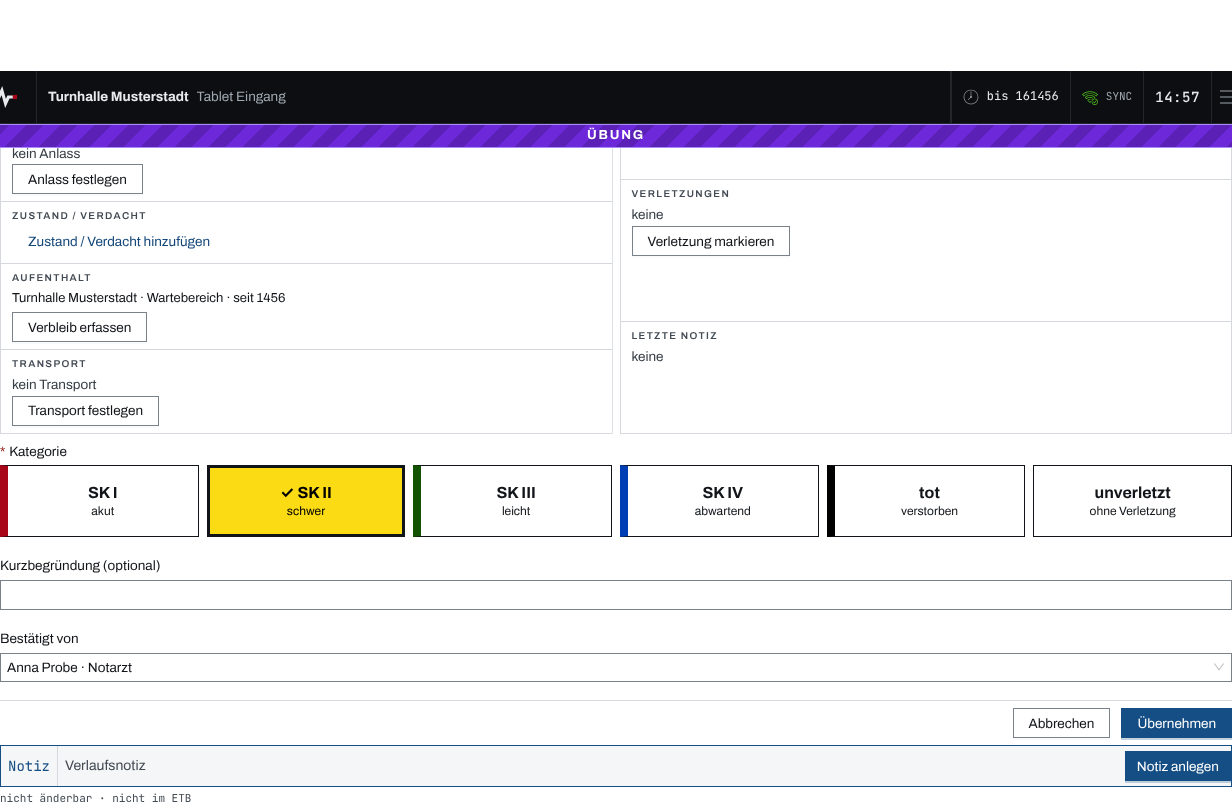 Turnhalle Musterstadt Tablet Eingang bis 161456 SYNC 14:57
ÜBUNG
kein Anlass
Anlass festlegen
ZUSTAND / VERDACHT
Zustand / Verdacht hinzufügen
AUFENTHALT
Turnhalle Musterstadt · Wartebereich · seit 1456
Verbleib erfassen
TRANSPORT
kein Transport
Transport festlegen
VERLETZUNGEN
keine
Verletzung markieren
LETZTE NOTIZ
keine
* Kategorie
SK I
akut
SK II
schwer
SK III
leicht
SK IV
abwartend
tot
verstorben
unverletzt
ohne Verletzung
Kurzbegründung (optional)
Bestätigt von
Anna Probe · Notarzt
Abbrechen Übernehmen
Notiz Verlaufsnotiz Notiz anlegen
nicht änderbar · nicht im ETB